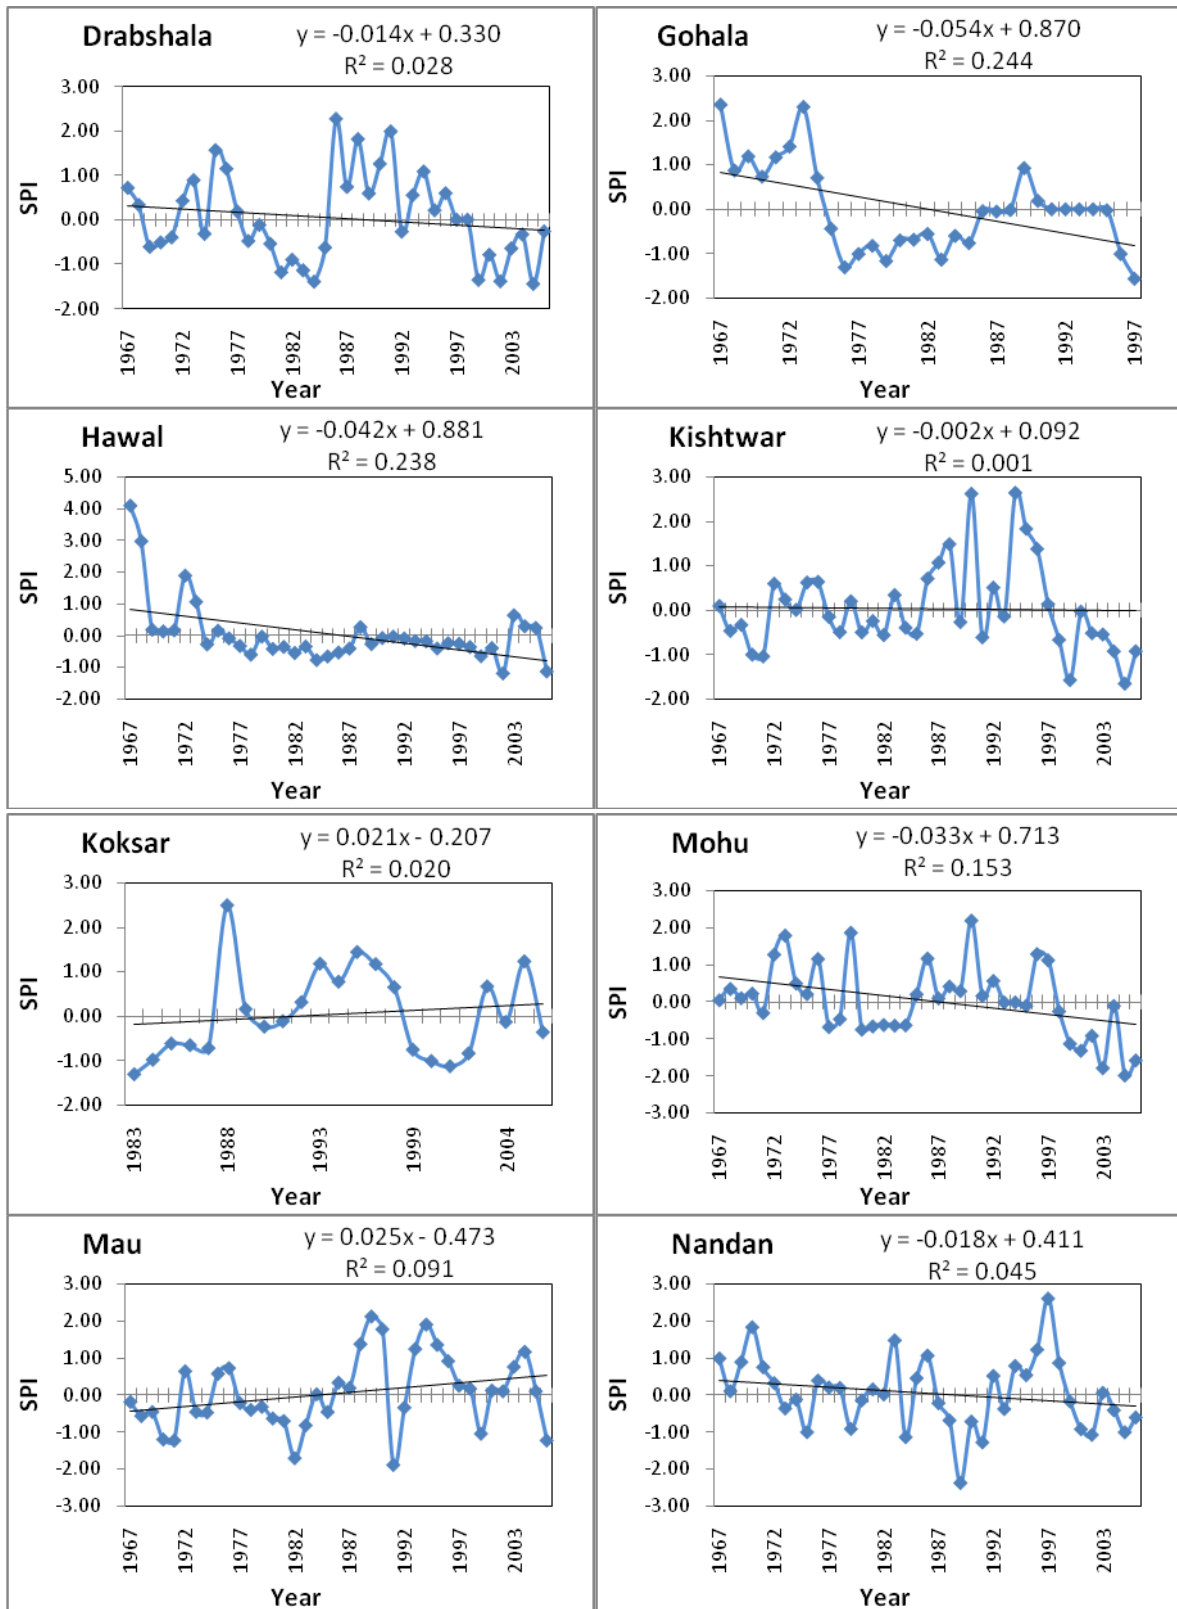 Drabshala
y = -0.014x + 0.330
R² = 0.028
3.00
2.00
1.00
0.00
-1.00
-2.00
SPI
1967
1972
1977
1982
1987
1992
1997
2003
Year
Gohala
y = -0.054x + 0.870
R² = 0.244
3.00
2.00
1.00
0.00
-1.00
-2.00
SPI
1967
1972
1977
1982
1987
1992
1997
Year
Hawal
y = -0.042x + 0.881
R² = 0.238
5.00
4.00
3.00
2.00
1.00
0.00
-1.00
-2.00
SPI
1967
1972
1977
1982
1987
1992
1997
2003
Year
Kishtwar
y = -0.002x + 0.092
R² = 0.001
3.00
2.00
1.00
0.00
-1.00
-2.00
SPI
1967
1972
1977
1982
1987
1992
1997
2003
Year
Koksar
y = 0.021x - 0.207
R² = 0.020
3.00
2.00
1.00
0.00
-1.00
-2.00
SPI
1983
1988
1993
1999
2004
Year
Mohu
y = -0.033x + 0.713
R² = 0.153
3.00
2.00
1.00
0.00
-1.00
-2.00
-3.00
SPI
1967
1972
1977
1982
1987
1992
1997
2003
Year
Mau
y = 0.025x - 0.473
R² = 0.091
3.00
2.00
1.00
0.00
-1.00
-2.00
-3.00
SPI
1967
1972
1977
1982
1987
1992
1997
2003
Year
Nandan
y = -0.018x + 0.411
R² = 0.045
3.00
2.00
1.00
0.00
-1.00
-2.00
-3.00
SPI
1967
1972
1977
1982
1987
1992
1997
2003
Year